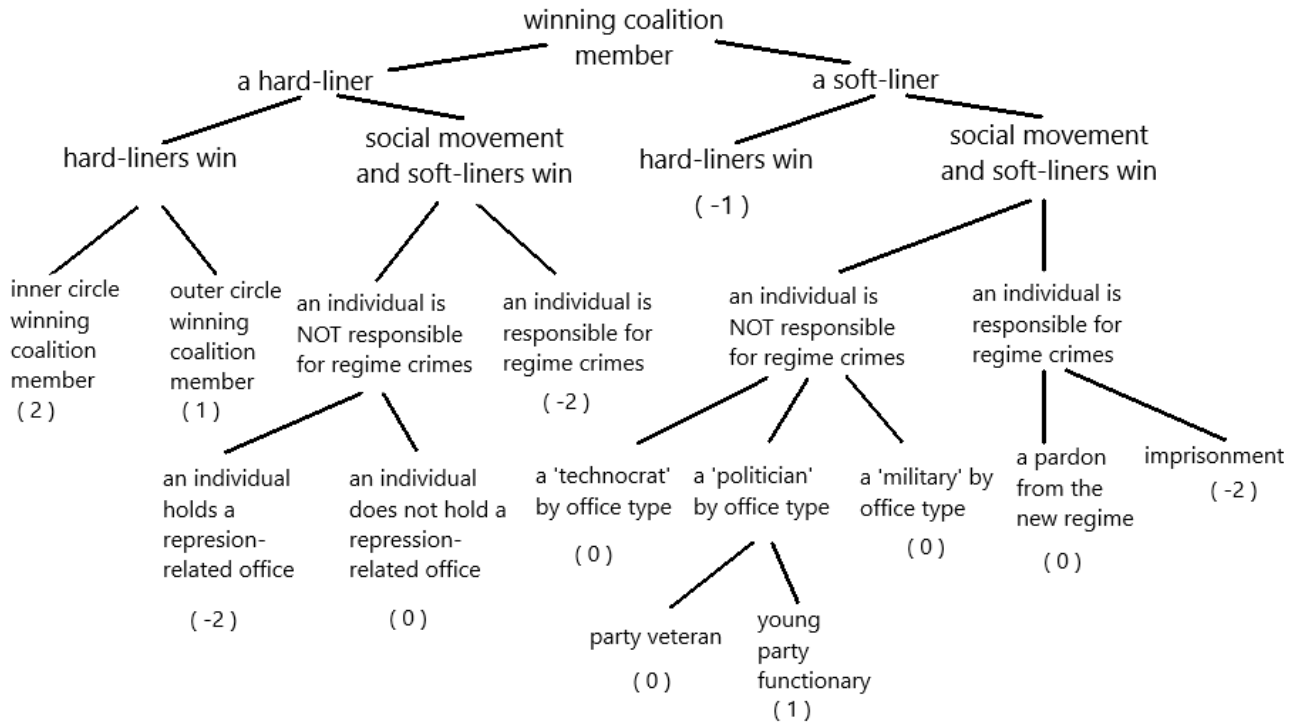 winning coalition
member
a hard-liner
a soft-liner
hard-liners win
social movement
and soft-liners win
hard-liners win
( -1 )
social movement
and soft-liners win
inner circle
winning
coalition
member
( 2 )
outer circle
winning
coalition
member
( 1 )
an individual is
NOT responsible
for regime crimes
an individual is
responsible for
regime crimes
( -2 )
an individual is
NOT responsible
for regime crimes
an individual is
responsible for
regime crimes
an individual
holds a
represion-
related office
( -2 )
an individual
does not hold a
repression-
related office
( 0 )
a 'technocrat'
by office type
( 0 )
a 'politician'
by office type
a 'military' by
office type
( 0 )
a pardon
from the
new regime
( 0 )
imprisonment
( -2 )
party veteran
( 0 )
young
party
functionary
( 1 )